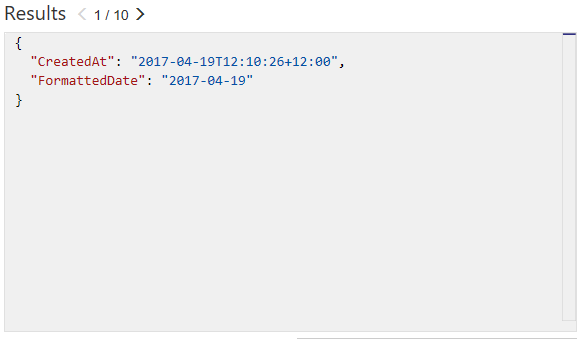 Results < 1 / 10 >
{
"CreatedAt": "2017-04-19T12:10:26+12:00",
"FormattedDate": "2017-04-19"
}